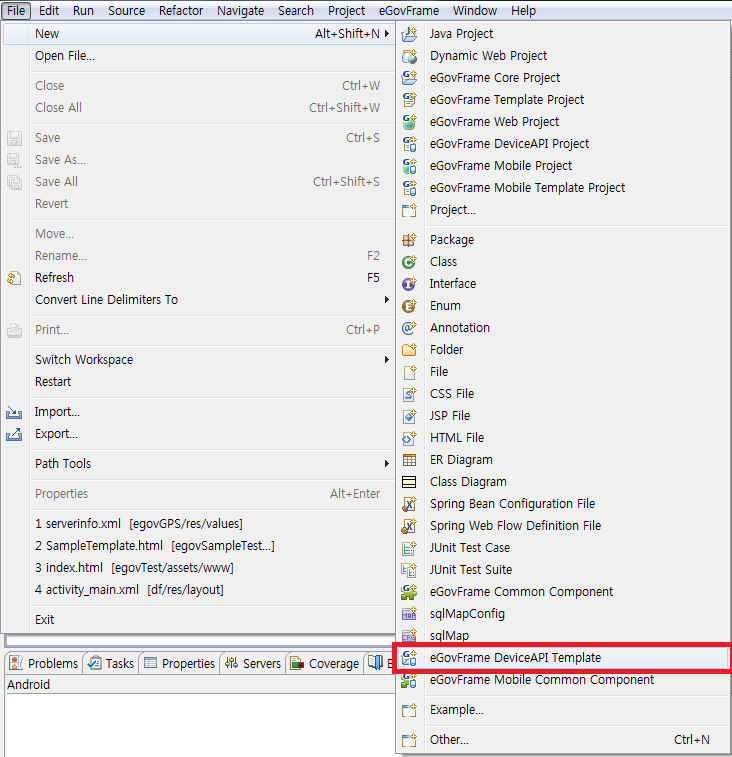 File Edit Run Source Refactor Navigate Search Project eGovFrame Window Help
New Alt+Shift+N
Open File...
Close Ctrl+W
Close All Ctrl+Shift+W
Save Ctrl+S
Save As...
Save All Ctrl+Shift+S
Revert
Move...
Rename... F2
Refresh F5
Convert Line Delimiters To
Print... Ctrl+P
Switch Workspace
Restart
Import...
Export...
Path Tools
Properties Alt+Enter
1 serverinfo.xml [egovGPS/res/values]
2 SampleTemplate.html [egovSampleTest...]
3 index.html [egovTest/assets/www]
4 activity_main.xml [df/res/layout]
Exit
Java Project
Dynamic Web Project
eGovFrame Core Project
eGovFrame Template Project
eGovFrame Web Project
eGovFrame DeviceAPI Project
eGovFrame Mobile Project
eGovFrame Mobile Template Project
Project...
Package
Class
Interface
Enum
Annotation
Folder
File
CSS File
JSP File
HTML File
ER Diagram
Class Diagram
Spring Bean Configuration File
Spring Web Flow Definition File
JUnit Test Case
JUnit Test Suite
eGovFrame Common Component
sqlMapConfig
sqlMap
eGovFrame DeviceAPI Template
eGovFrame Mobile Common Component
Example...
Other... Ctrl+N
Problems Tasks Properties Servers Coverage
Android